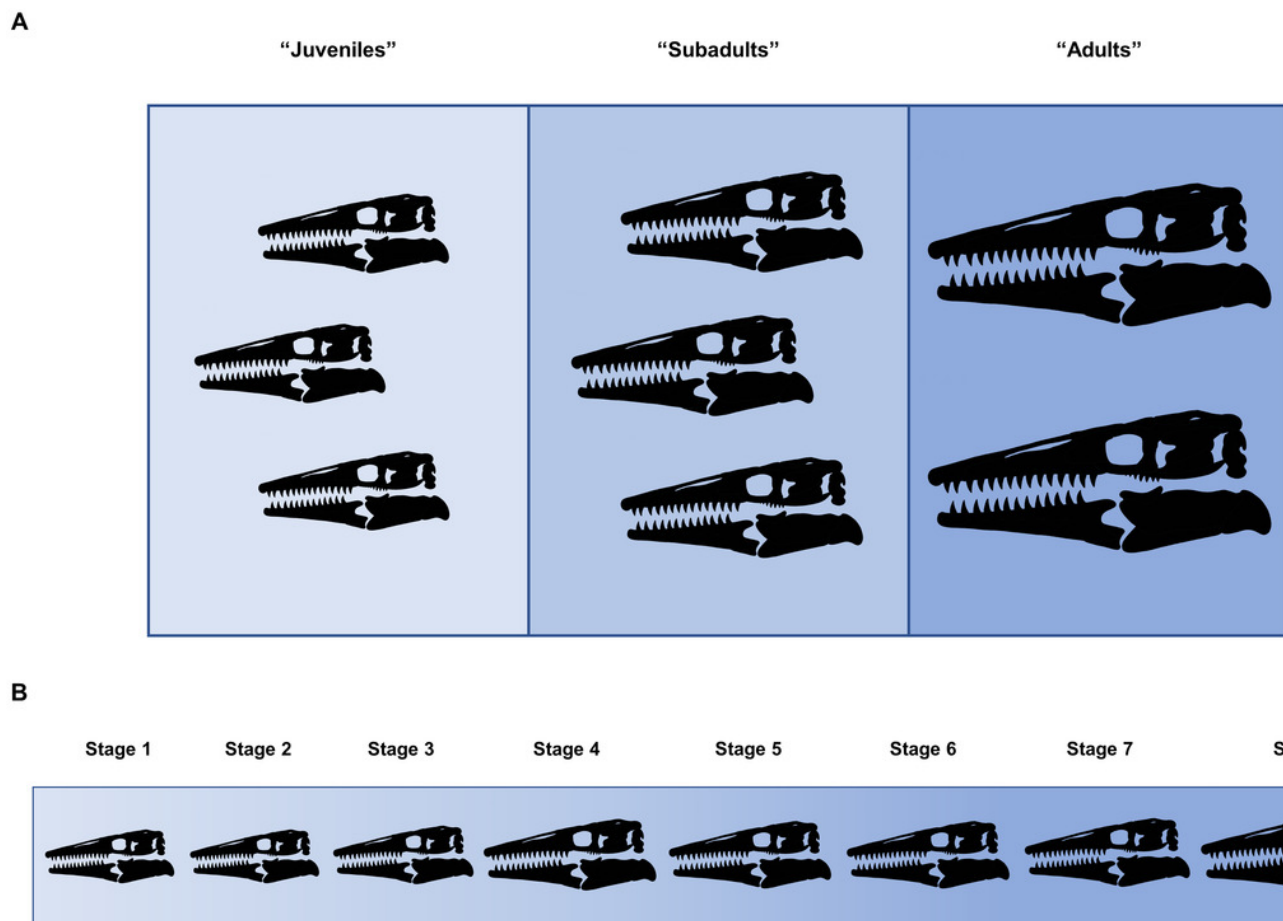 A
“Juveniles” “Subadults” “Adults”
B
Stage 1 Stage 2 Stage 3 Stage 4 Stage 5 Stage 6 Stage 7